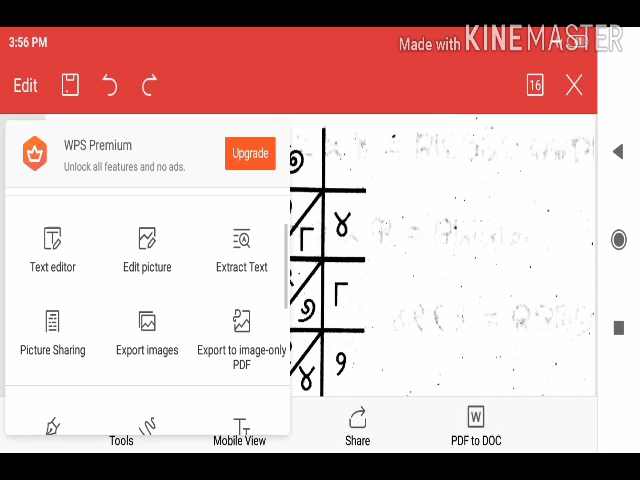 3:56 PM
Made with KINEMASTER
Edit
16
WPS Premium
Unlock all features and no ads.
Upgrade
Text editor
Edit picture
Extract Text
Picture Sharing
Export images
Export to image-only PDF
Tools
Mobile View
Share
W
PDF to DOC